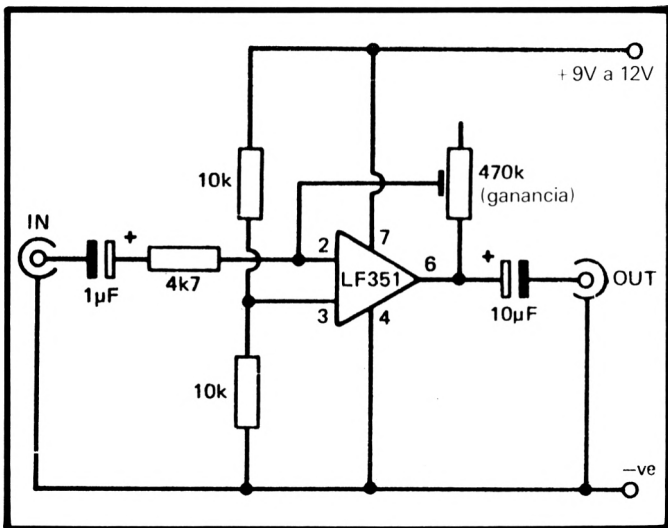 +9V a 12V
10k
470k
(ganancia)
IN
+
1µF
4k7
2
7
LF351
6
3
4
+
10µF
OUT
10k
−ve